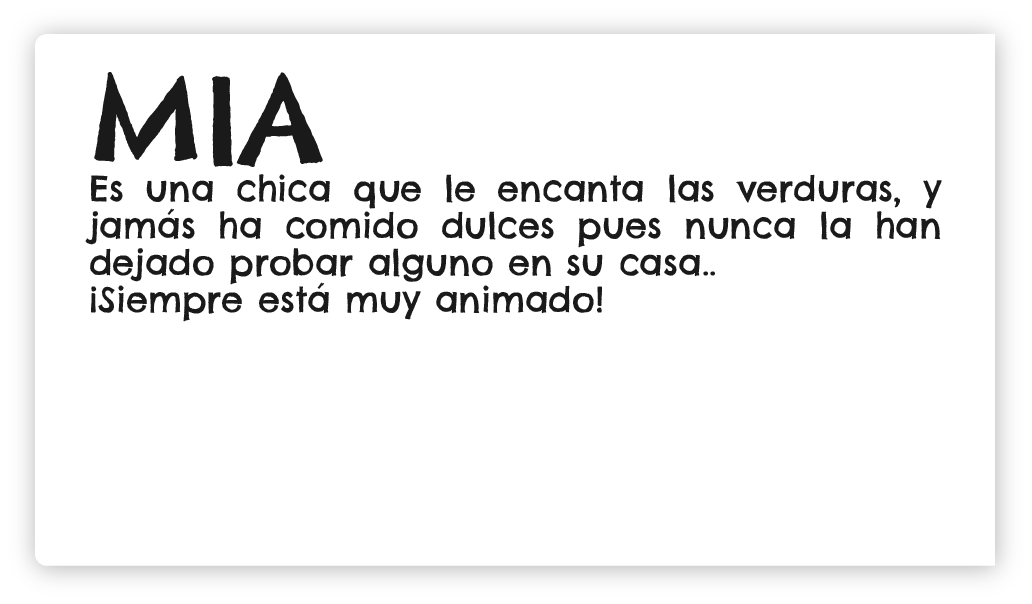 MIA
Es una chica que le encanta las verduras, y
jamás ha comido dulces pues nunca la han
dejado probar alguno en su casa..
¡Siempre está muy animado!